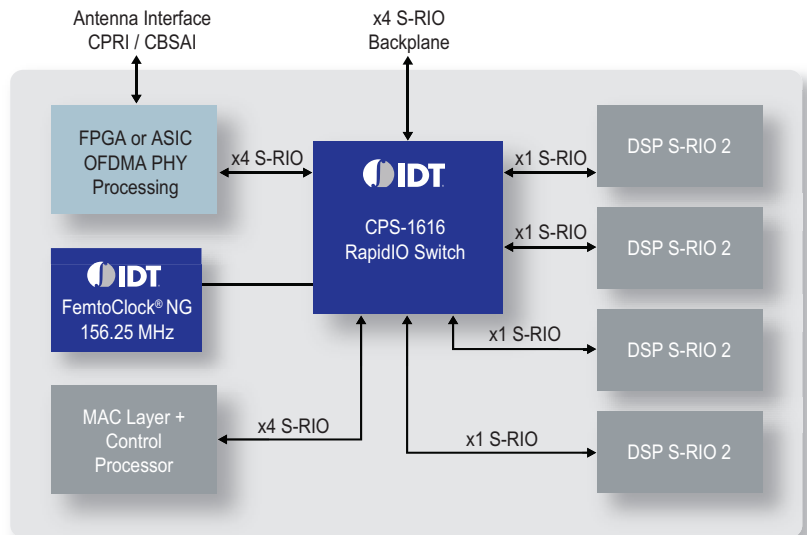 Antenna Interface
CPRI / CBSAI
x4 S-RIO
Backplane
FPGA or ASIC
OFDMA PHY
Processing
x4 S-RIO
IDT
CPS-1616
RapidIO Switch
x1 S-RIO
DSP S-RIO 2
x1 S-RIO
DSP S-RIO 2
IDT
FemtoClock® NG
156.25 MHz
x1 S-RIO
DSP S-RIO 2
MAC Layer +
Control
Processor
x4 S-RIO
x1 S-RIO
DSP S-RIO 2